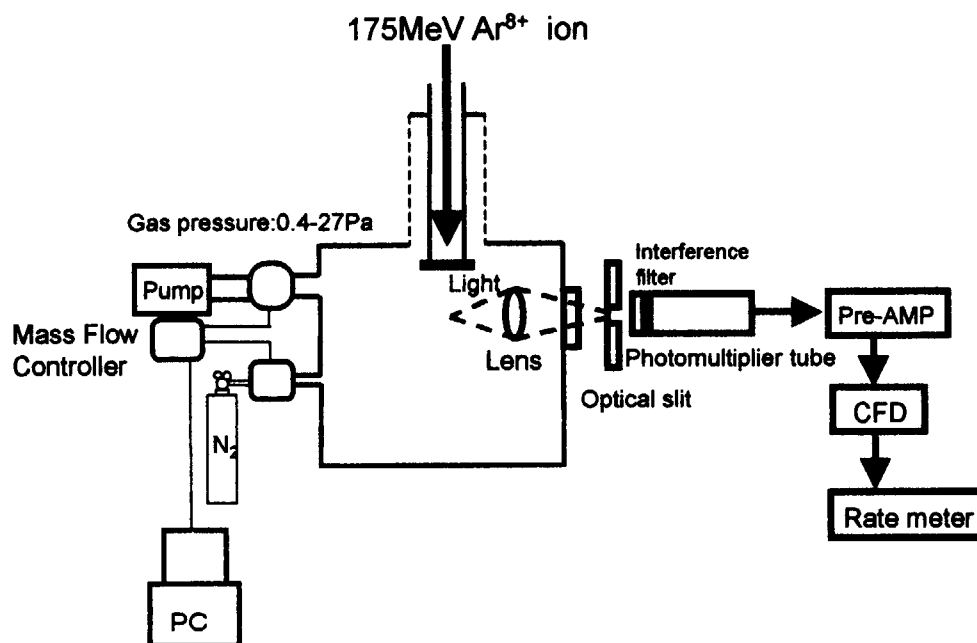 175MeV Ar8+ ion
Gas pressure:0.4-27Pa
Pump
Mass Flow
Controller
N2
PC
Light
Lens
Interference
filter
Photomultiplier tube
Optical slit
Pre-AMP
CFD
Rate meter